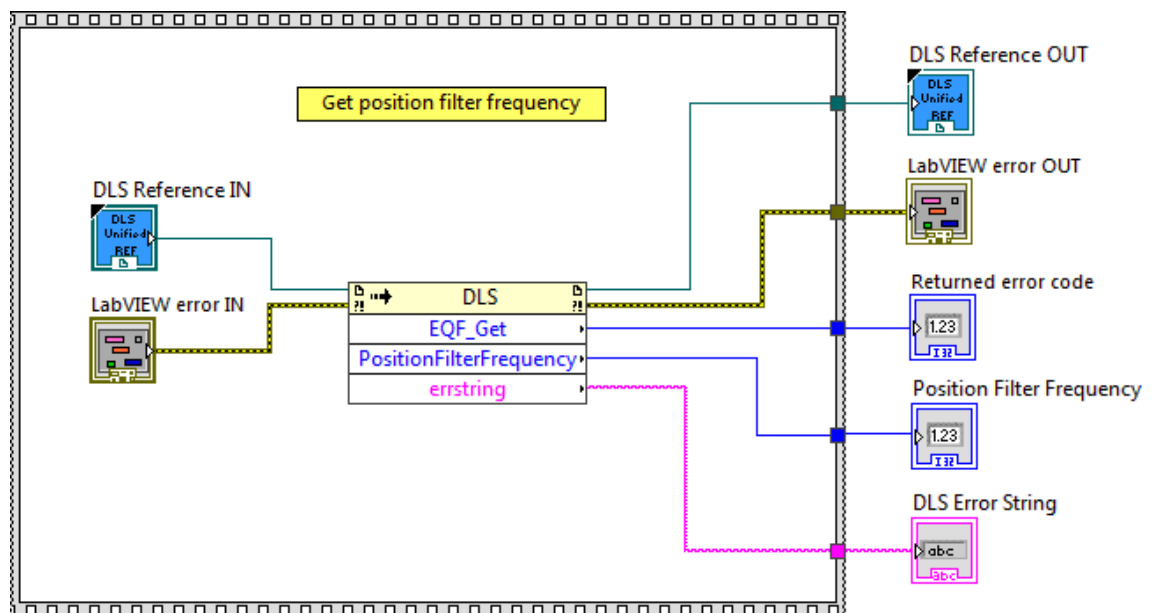 DLS Reference OUT
DLS
Unified
REF
Get position filter frequency
LabVIEW error OUT
DLS Reference IN
DLS
Unified
REF
LabVIEW error IN
?!
DLS
?!
EQF_Get
PositionFilterFrequency
errstring
Returned error code
1.23
I32
Position Filter Frequency
1.23
I32
DLS Error String
abc
abc